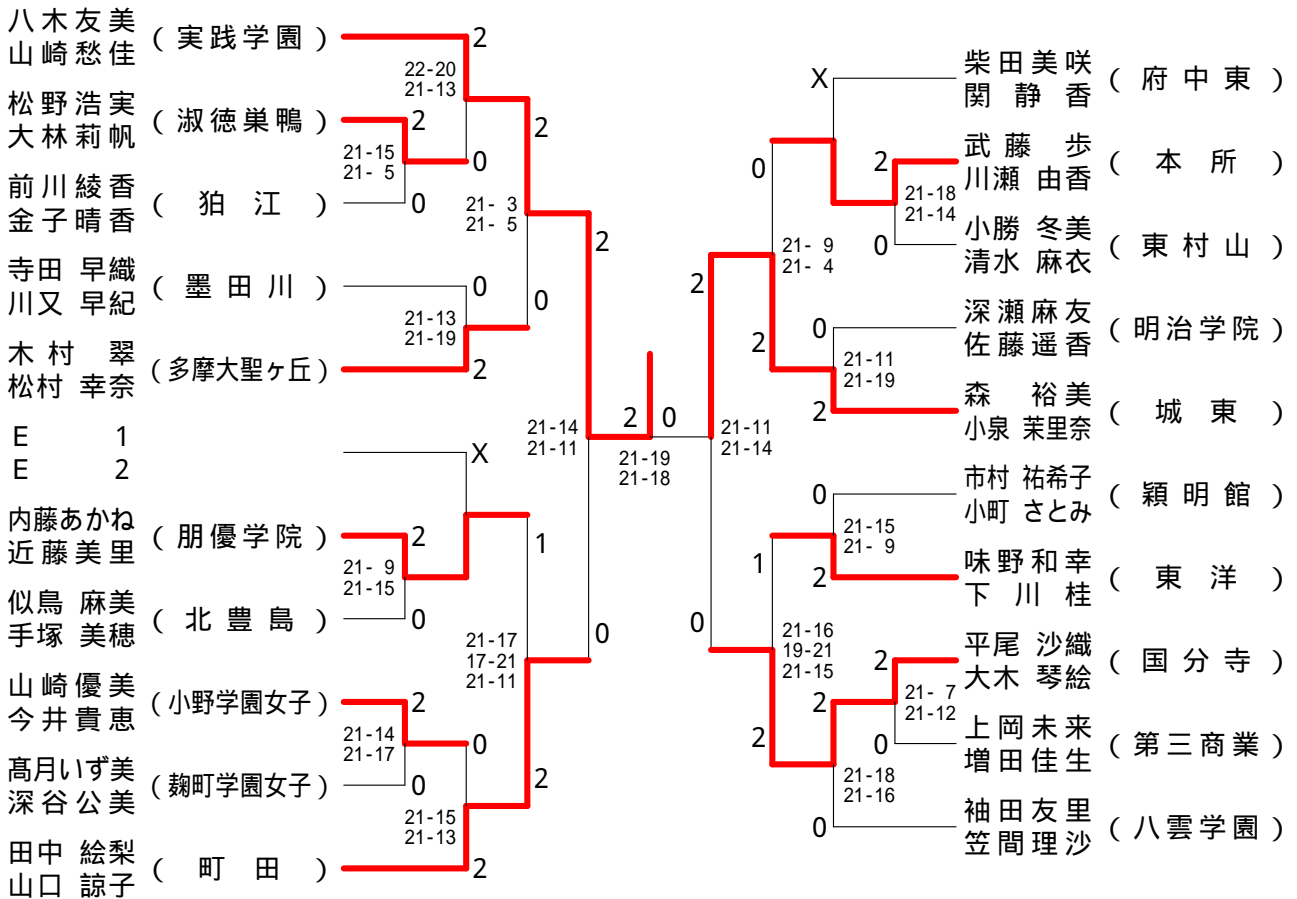 八木友美
山崎愁佳
(実践学園)
2
22-20
21-13
松野浩実
大林莉帆
(淑徳巣鴨)
2
21-15
21- 5
0
2
前川綾香
金子晴香
(狛江)
0
21- 3
21- 5
2
寺田 早織
川又 早紀
(墨田川)
0
21-13
21-19
0
木村 翠
松村 幸奈
(多摩大聖ヶ丘)
2
21-14
21-11
E 1
E 2
X
内藤あかね
近藤美里
(朋優学院)
2
21- 9
21-15
1
似鳥 麻美
手塚 美穂
(北豊島)
0
21-17
17-21
21-11
0
山崎優美
今井貴恵
(小野学園女子)
2
21-14
21-17
0
髙月いず美
深谷公美
(麹町学園女子)
0
21-15
21-13
2
田中 絵梨
山口 諒子
(町田)
2
2 0
21-19
21-18
X
柴田美咲
関静香
(府中東)
0
2
武藤 歩
川瀬 由香
(本所)
21-18
21-14
0
小勝 冬美
清水 麻衣
(東村山)
21- 9
21- 4
2
0
深瀬麻友
佐藤遥香
(明治学院)
2
21-11
21-19
2
森 裕美
小泉 茉里奈
(城東)
21-11
21-14
0
市村 祐希子
小町 さとみ
(穎明館)
21-15
21- 9
1
2
味野和幸
下川桂
(東洋)
0
21-16
19-21
21-15
2
平尾 沙織
大木 琴絵
(国分寺)
21- 7
21-12
2
2
0
上岡未来
増田佳生
(第三商業)
21-18
21-16
0
袖田友里
笠間理沙
(八雲学園)